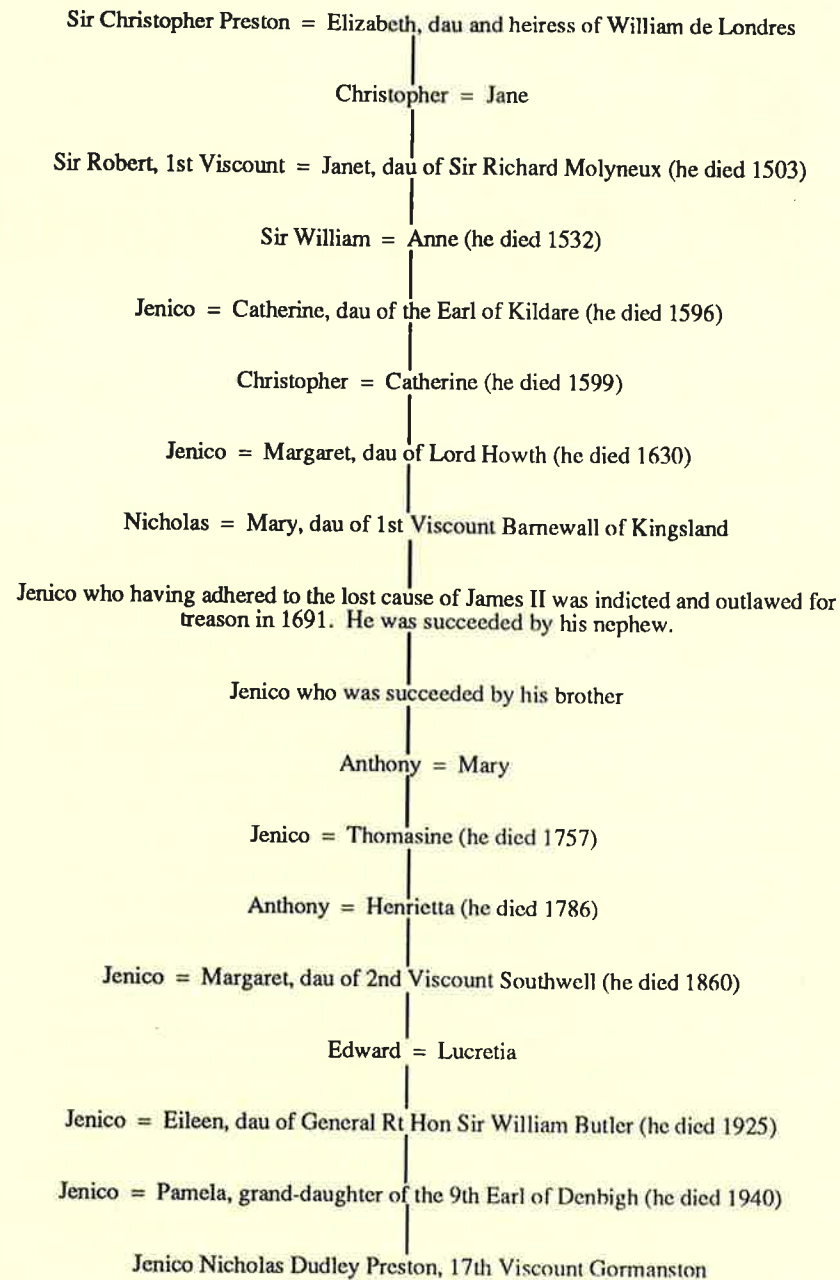 Sir Christopher Preston = Elizabeth, dau and heiress of William de Londres
Christopher = Jane
Sir Robert, 1st Viscount = Janet, dau of Sir Richard Molyneux (he died 1503)
Sir William = Anne (he died 1532)
Jenico = Catherine, dau of the Earl of Kildare (he died 1596)
Christopher = Catherine (he died 1599)
Jenico = Margaret, dau of Lord Howth (he died 1630)
Nicholas = Mary, dau of 1st Viscount Barnewall of Kingsland
Jenico who having adhered to the lost cause of James II was indicted and outlawed for
treason in 1691. He was succeeded by his nephew.
Jenico who was succeeded by his brother
Anthony = Mary
Jenico = Thomasine (he died 1757)
Anthony = Henrietta (he died 1786)
Jenico = Margaret, dau of 2nd Viscount Southwell (he died 1860)
Edward = Lucretia
Jenico = Eileen, dau of General Rt Hon Sir William Butler (he died 1925)
Jenico = Pamela, grand-daughter of the 9th Earl of Denbigh (he died 1940)
Jenico Nicholas Dudley Preston, 17th Viscount Gormanston